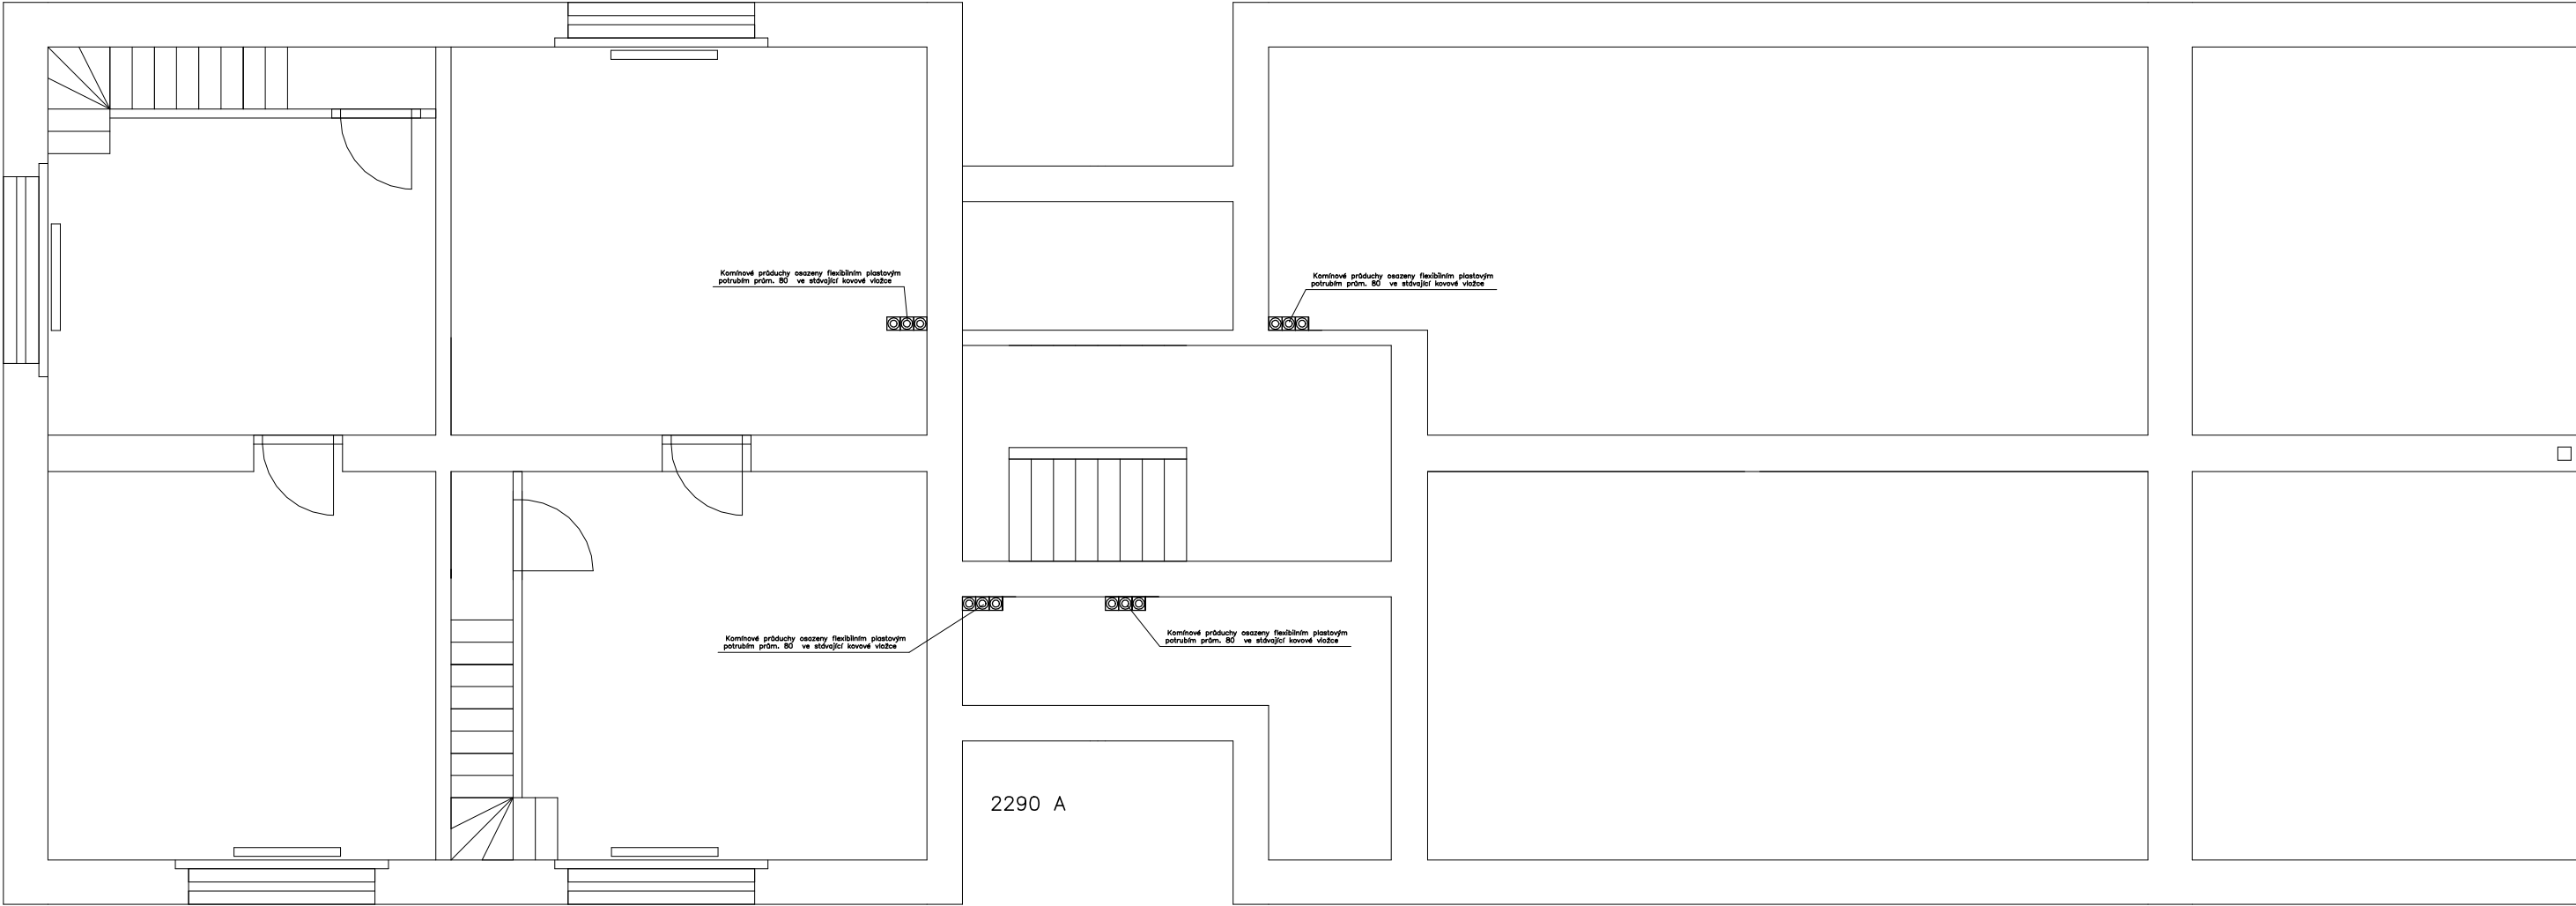 Komínové průduchy osazeny flexibilním plastovým
potrubím prům. 80 ve stávající kovové vložce
Komínové průduchy osazeny flexibilním plastovým
potrubím prům. 80 ve stávající kovové vložce
Komínové průduchy osazeny flexibilním plastovým
potrubím prům. 80 ve stávající kovové vložce
Komínové průduchy osazeny flexibilním plastovým
potrubím prům. 80 ve stávající kovové vložce
2290 A